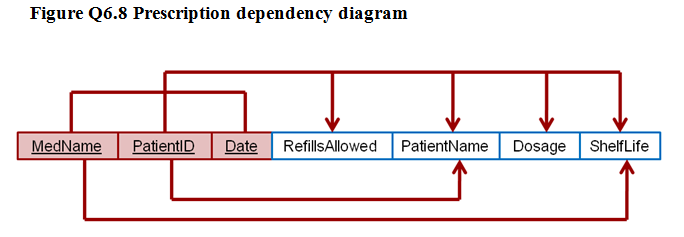 Figure Q6.8 Prescription dependency diagram
MedName PatientID Date RefillsAllowed PatientName Dosage ShelfLife